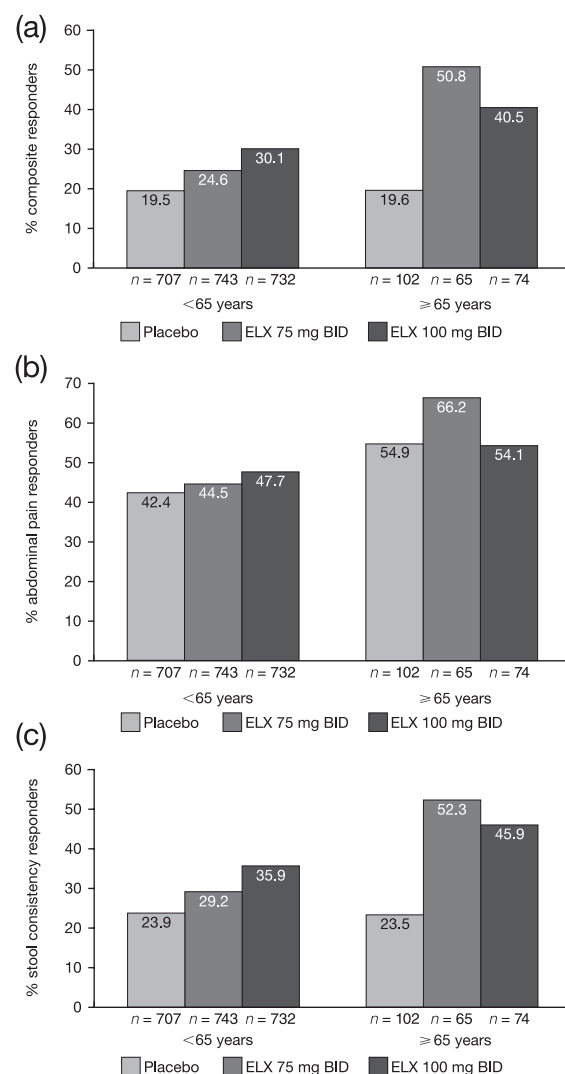 (a)
% composite responders
60
50
40
30
20
10
0
19.5
24.6
30.1
19.6
50.8
40.5
n = 707 n = 743 n = 732 n = 102 n = 65 n = 74
<65 years ⩾65 years
Placebo ELX 75 mg BID ELX 100 mg BID
(b)
% abdominal pain responders
70
60
50
40
30
20
10
0
42.4
44.5
47.7
54.9
66.2
54.1
n = 707 n = 743 n = 732 n = 102 n = 65 n = 74
<65 years ⩾65 years
Placebo ELX 75 mg BID ELX 100 mg BID
(c)
% stool consistency responders
60
50
40
30
20
10
0
23.9
29.2
35.9
23.5
52.3
45.9
n = 707 n = 743 n = 732 n = 102 n = 65 n = 74
<65 years ⩾65 years
Placebo ELX 75 mg BID ELX 100 mg BID